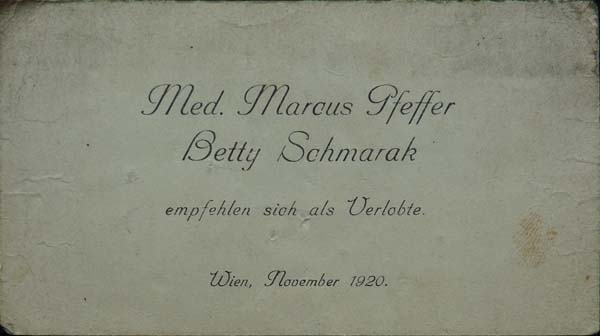 Med. Marcus Pfeffer
Betty Schmarak
empfehlen sich als Verlobte.
Wien, November 1920.